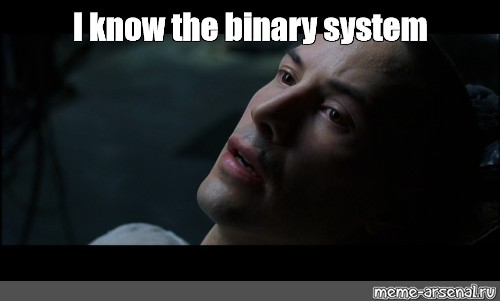 I know the binary system
meme-arsenal.ru